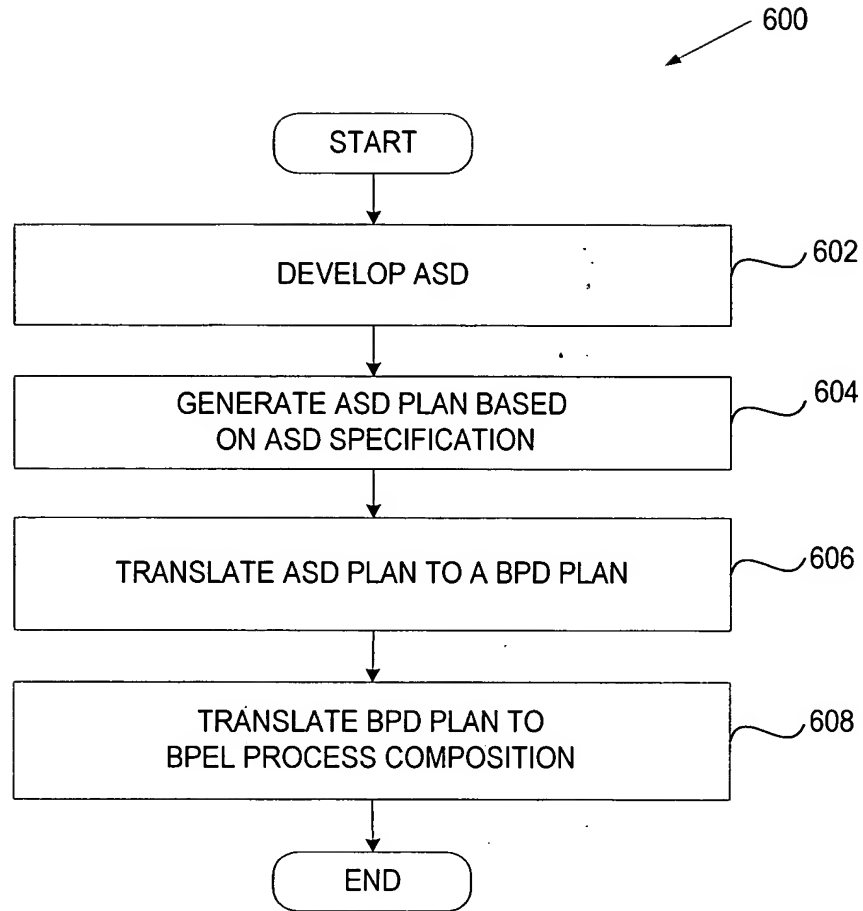 600
START
DEVELOP ASD
602
GENERATE ASD PLAN BASED
ON ASD SPECIFICATION
604
TRANSLATE ASD PLAN TO A BPD PLAN
606
TRANSLATE BPD PLAN TO
BPEL PROCESS COMPOSITION
608
END